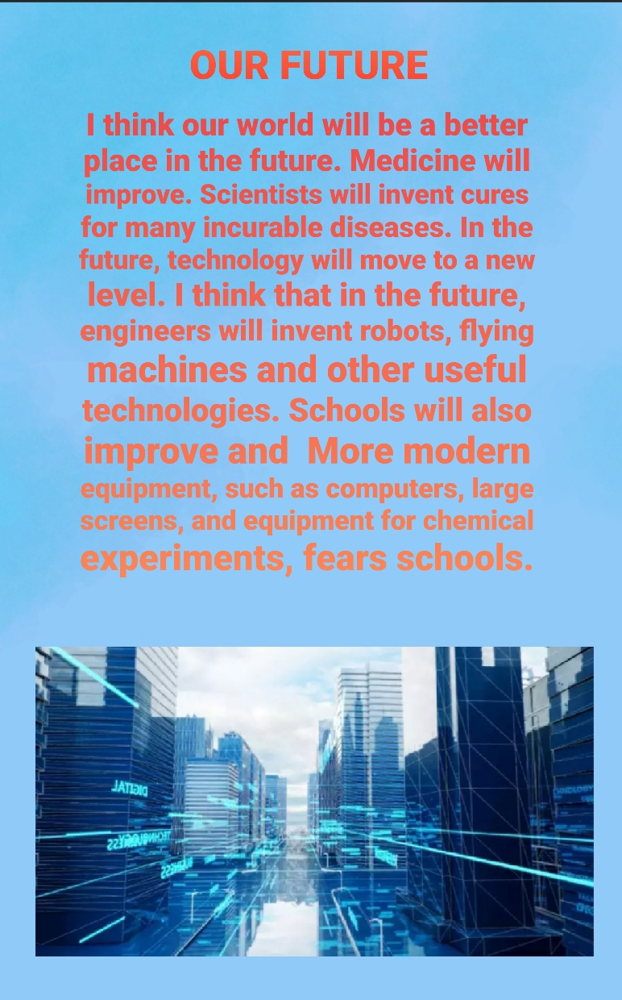 OUR FUTURE
I think our world will be a better
place in the future. Medicine will
improve. Scientists will invent cures
for many incurable diseases. In the
future, technology will move to a new
level. I think that in the future,
engineers will invent robots, flying
machines and other useful
technologies. Schools will also
improve and  More modern
equipment, such as computers, large
screens, and equipment for chemical
experiments, fears schools.
DIGITAL
TECHNOLOGY
BUSINESS